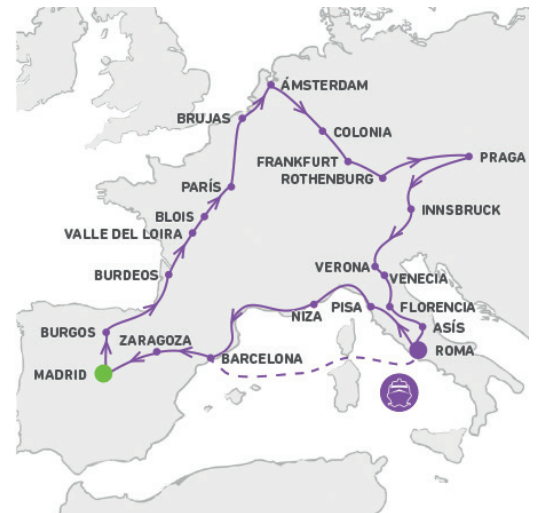 ÁMSTERDAM
BRUJAS
COLONIA
FRANKFURT
PRAGA
ROTHENBURG
PARÍS
INNSBRUCK
BLOIS
VALLE DEL LOIRA
VERONA
VENECIA
BURDEOS
FLORENCIA
NIZA
PISA
ASÍS
BURGOS
ZARAGOZA
ROMA
BARCELONA
MADRID